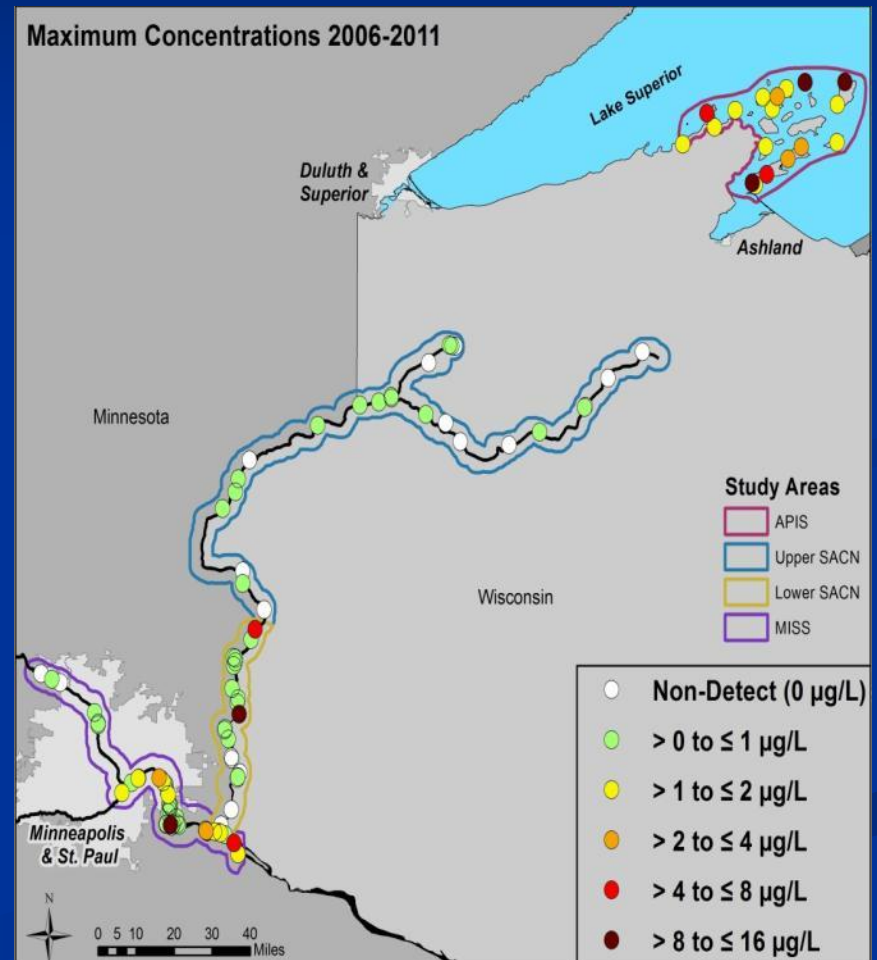 Maximum Concentrations 2006-2011
Lake Superior
Duluth &
Superior
Ashland
Minnesota
Wisconsin
Study Areas
APIS
Upper SACN
Lower SACN
MISS
Minneapolis
& St. Paul
Non-Detect (0 µg/L)
> 0 to ≤ 1 µg/L
> 1 to ≤ 2 µg/L
> 2 to ≤ 4 µg/L
> 4 to ≤ 8 µg/L
> 8 to ≤ 16 µg/L
N
0 5 10 20 30 40
Miles